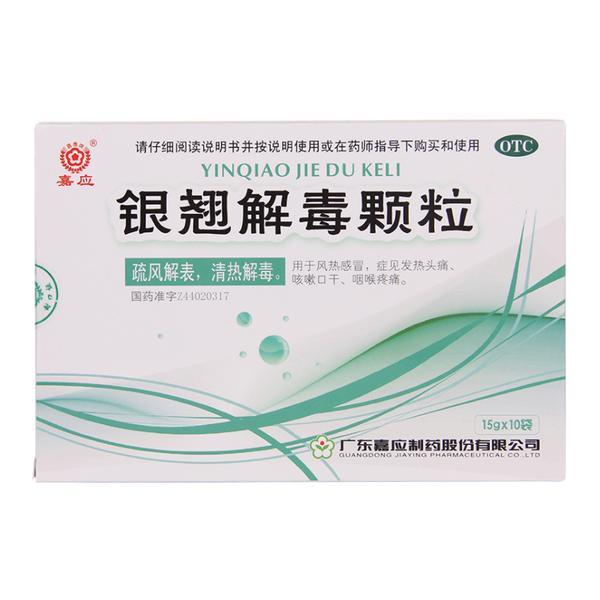 嘉应
®
请仔细阅读说明书并按说明使用或在药师指导下购买和使用
OTC
YINQIAO JIE DU KELI
银翘解毒颗粒
疏风解表，清热解毒。
用于风热感冒，症见发热头痛、
咳嗽口干、咽喉疼痛。
国药准字Z44020317
15gx10袋
广东嘉应制药股份有限公司
GUANGDONG JIAYING PHARMACEUTICAL CO.,LTD